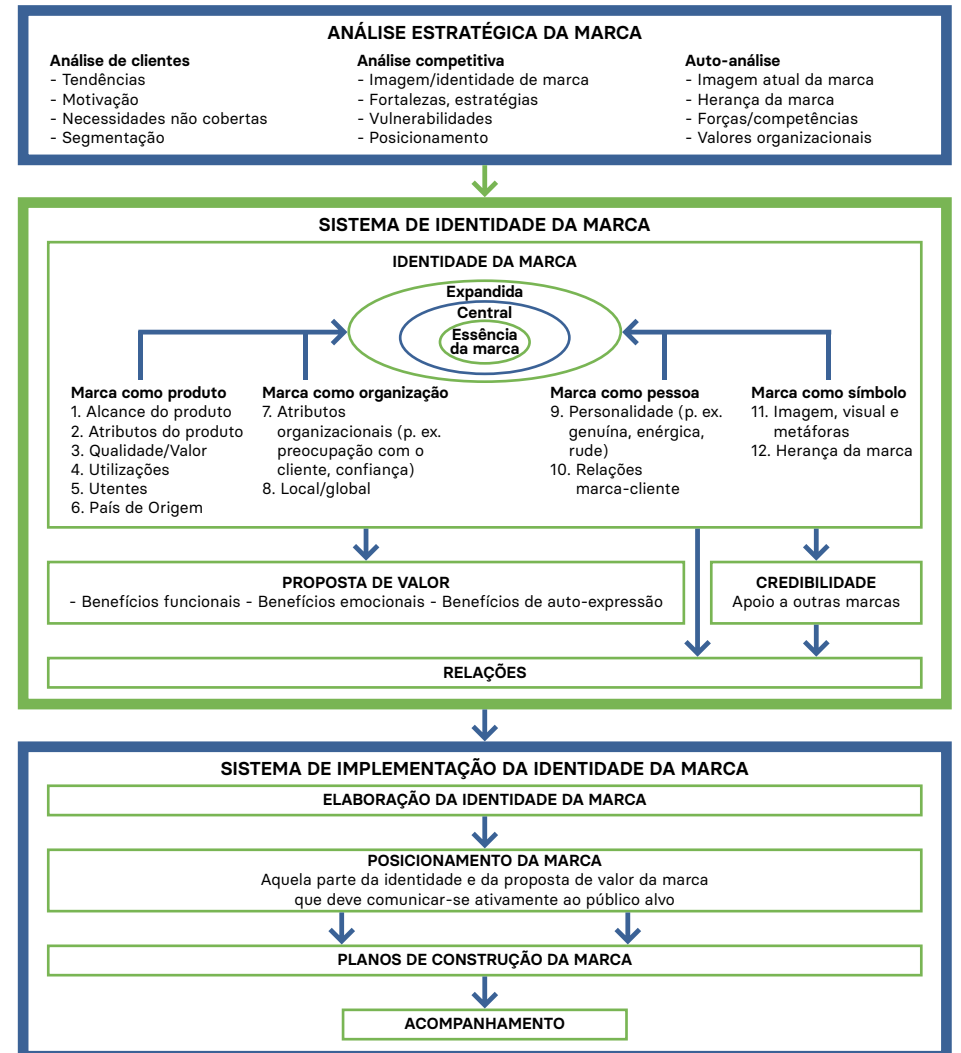 ANÁLISE ESTRATÉGICA DA MARCA
Análise de clientes
- Tendências
- Motivação
- Necessidades não cobertas
- Segmentação
Análise competitiva
- Imagem/identidade de marca
- Fortalezas, estratégias
- Vulnerabilidades
- Posicionamento
Auto-análise
- Imagem atual da marca
- Herança da marca
- Forças/competências
- Valores organizacionais
SISTEMA DE IDENTIDADE DA MARCA
IDENTIDADE DA MARCA
Expandida
Central
Essência
da marca
Marca como produto
1. Alcance do produto
2. Atributos do produto
3. Qualidade/Valor
4. Utilizações
5. Utentes
6. País de Origem
Marca como organização
7. Atributos
organizacionais (p. ex.
preocupação com o
cliente, confiança)
8. Local/global
Marca como pessoa
9. Personalidade (p. ex.
genuína, enérgica,
rude)
10. Relações
marca-cliente
Marca como símbolo
11. Imagem, visual e
metáforas
12. Herança da marca
PROPOSTA DE VALOR
- Benefícios funcionais - Benefícios emocionais - Benefícios de auto-expressão
CREDIBILIDADE
Apoio a outras marcas
RELAÇÕES
SISTEMA DE IMPLEMENTAÇÃO DA IDENTIDADE DA MARCA
ELABORAÇÃO DA IDENTIDADE DA MARCA
POSICIONAMENTO DA MARCA
Aquela parte da identidade e da proposta de valor da marca
que deve comunicar-se ativamente ao público alvo
PLANOS DE CONSTRUÇÃO DA MARCA
ACOMPANHAMENTO